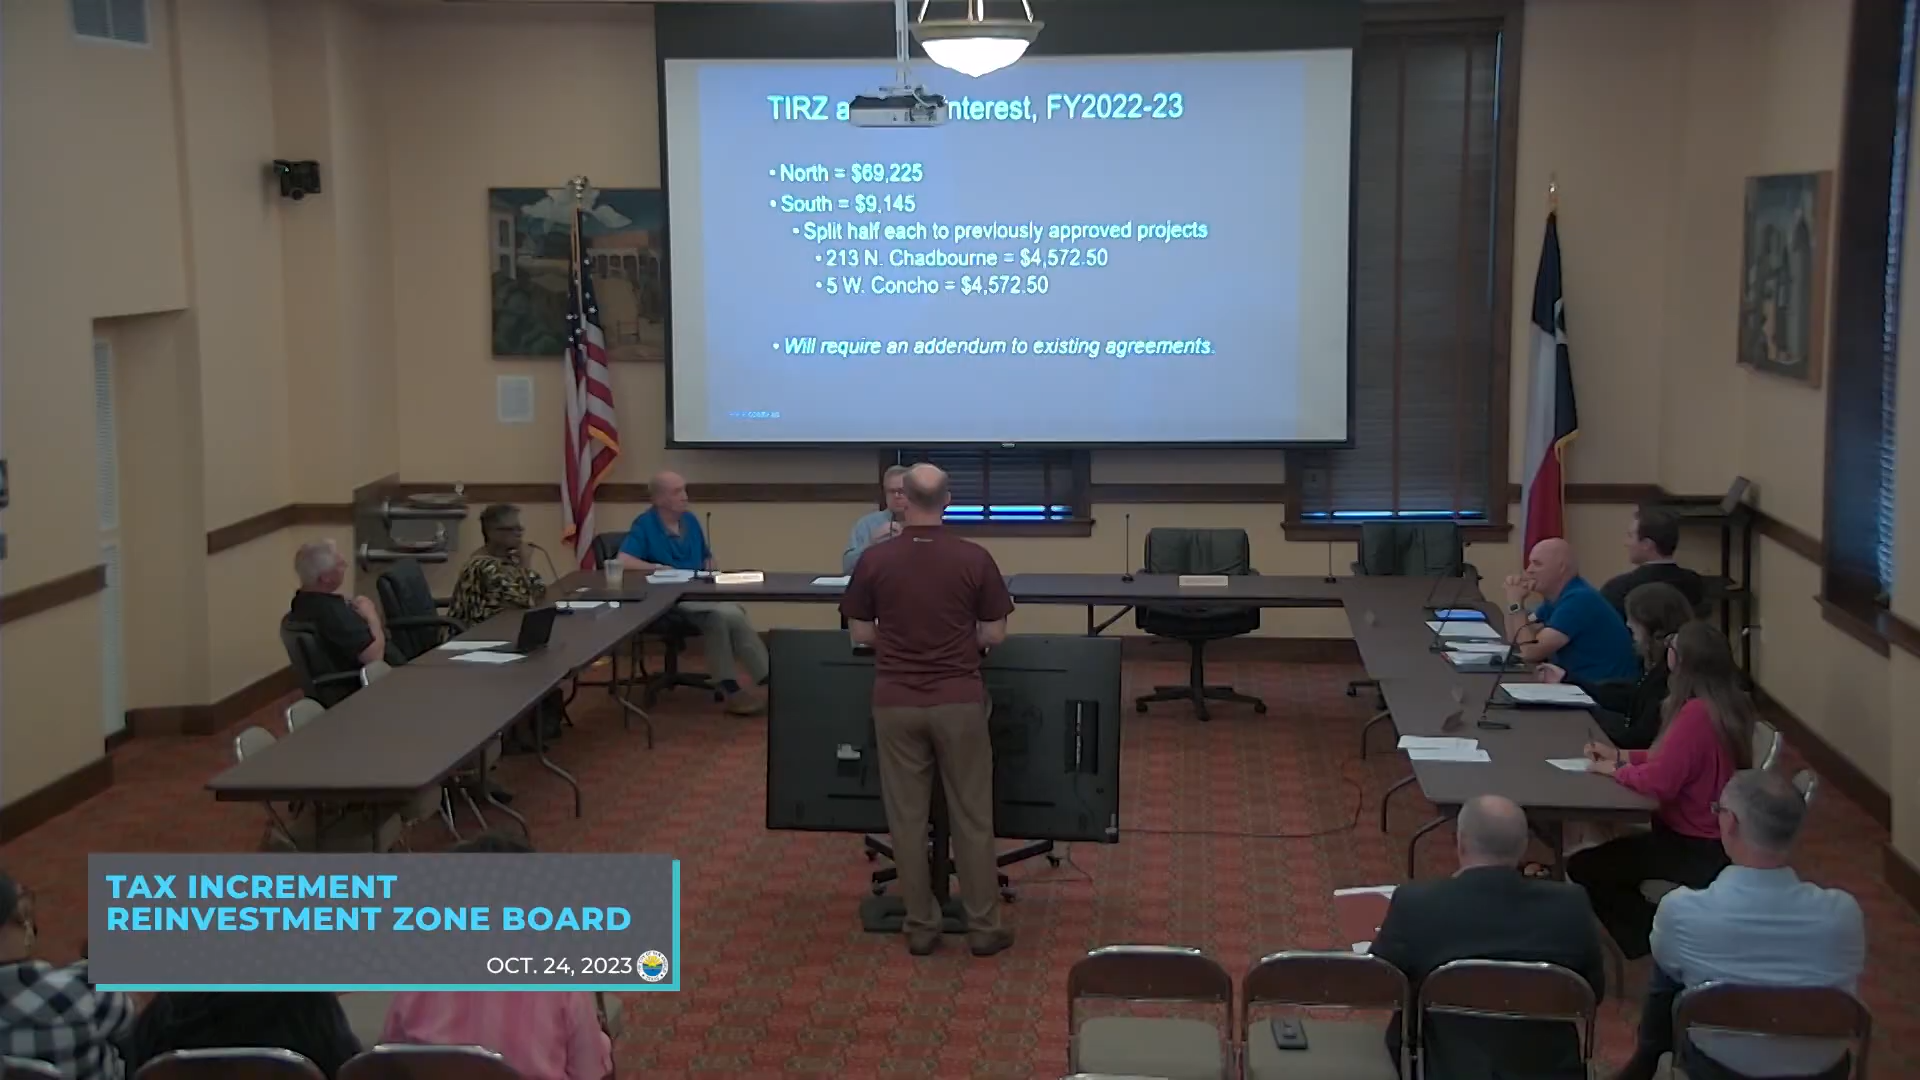 TIRZ a nterest, FY2022-23
• North = $69,225
• South = $9,145
• Split half each to previously approved projects
• 213 N. Chadbourne = $4,572.50
• 5 W. Concho = $4,572.50
• Will require an addendum to existing agreements.
TAX INCREMENT
REINVESTMENT ZONE BOARD
OCT. 24, 2023